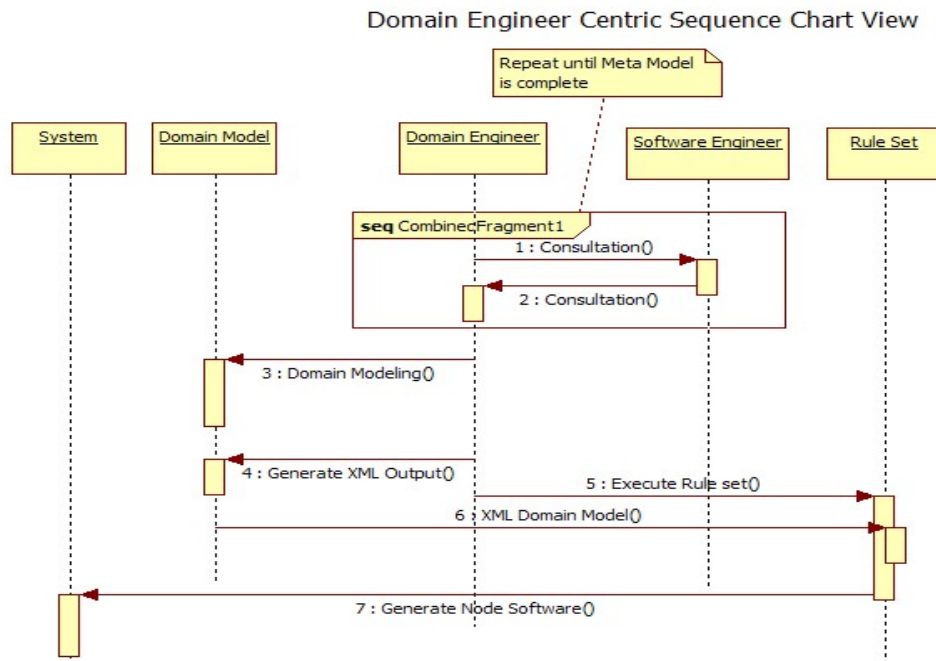 Domain Engineer Centric Sequence Chart View
Repeat until Meta Model
is complete
System
Domain Model
Domain Engineer
Software Engineer
Rule Set
seq CombinecFragment1
1 : Consultation()
2 : Consultation()
3 : Domain Modeling()
4 : Generate XML Output()
5 : Execute Rule set()
6 : XML Domain Model()
7 : Generate Node Software()